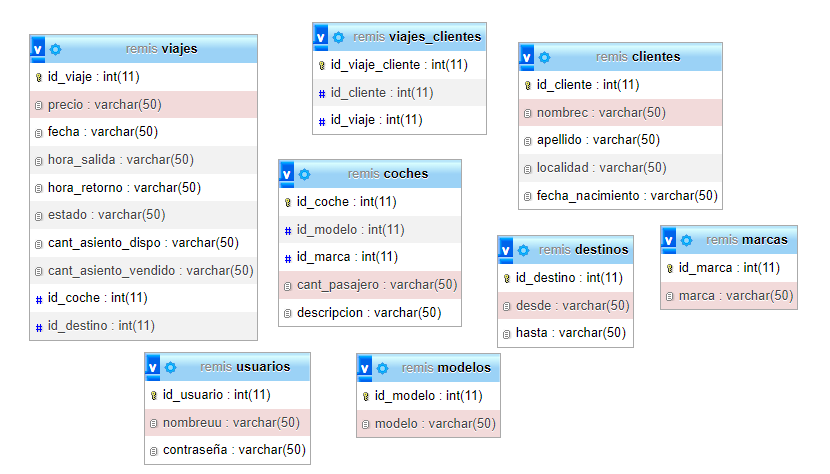 v remis viajes
id_viaje : int(11)
precio : varchar(50)
fecha : varchar(50)
hora_salida : varchar(50)
hora_retorno : varchar(50)
estado : varchar(50)
cant_asiento_dispo : varchar(50)
cant_asiento_vendido : varchar(50)
# id_coche : int(11)
# id_destino : int(11)
v remis viajes_clientes
id_viaje_cliente : int(11)
# id_cliente : int(11)
# id_viaje : int(11)
v remis clientes
id_cliente : int(11)
nombrec : varchar(50)
apellido : varchar(50)
localidad : varchar(50)
fecha_nacimiento : varchar(50)
v remis coches
id_coche : int(11)
# id_modelo : int(11)
# id_marca : int(11)
cant_pasajero : varchar(50)
descripcion : varchar(50)
v remis destinos
id_destino : int(11)
desde : varchar(50)
hasta : varchar(50)
v remis marcas
id_marca : int(11)
marca : varchar(50)
v remis usuarios
id_usuario : int(11)
nombreuu : varchar(50)
contraseña : varchar(50)
v remis modelos
id_modelo : int(11)
modelo : varchar(50)